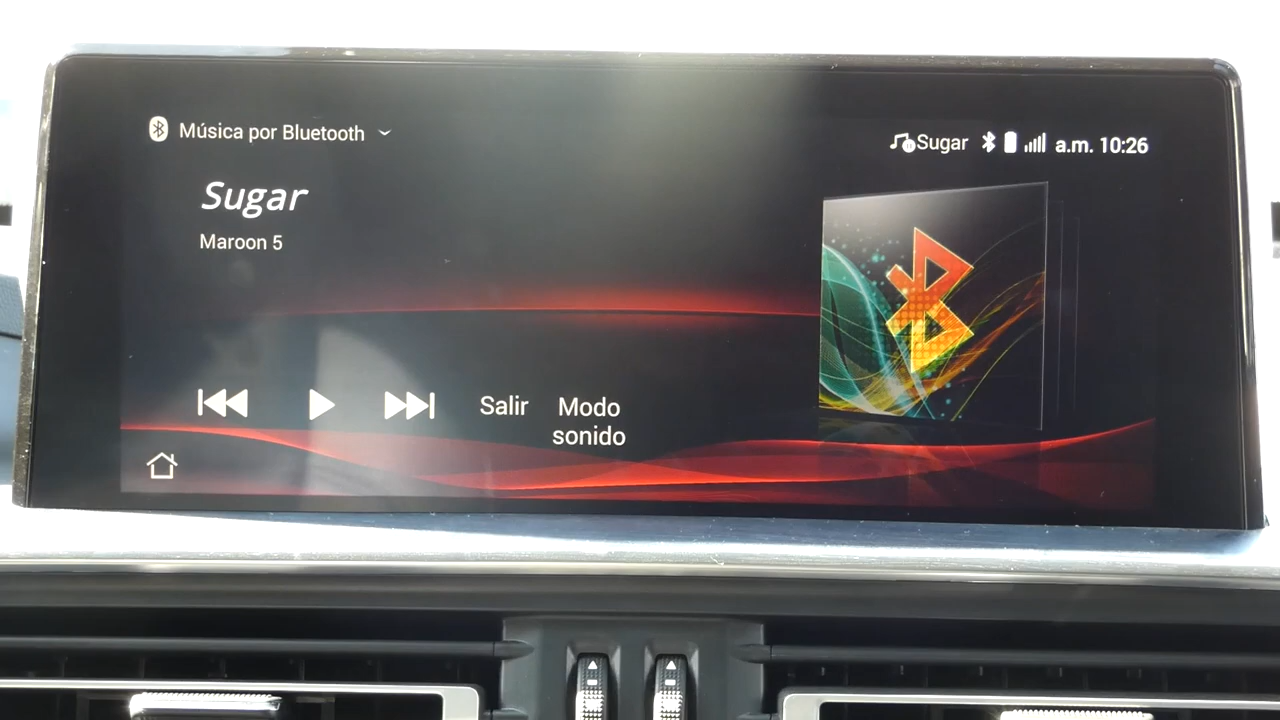 Música por Bluetooth
Sugar
a.m. 10:26
Sugar
Maroon 5
Salir
Modo
sonido